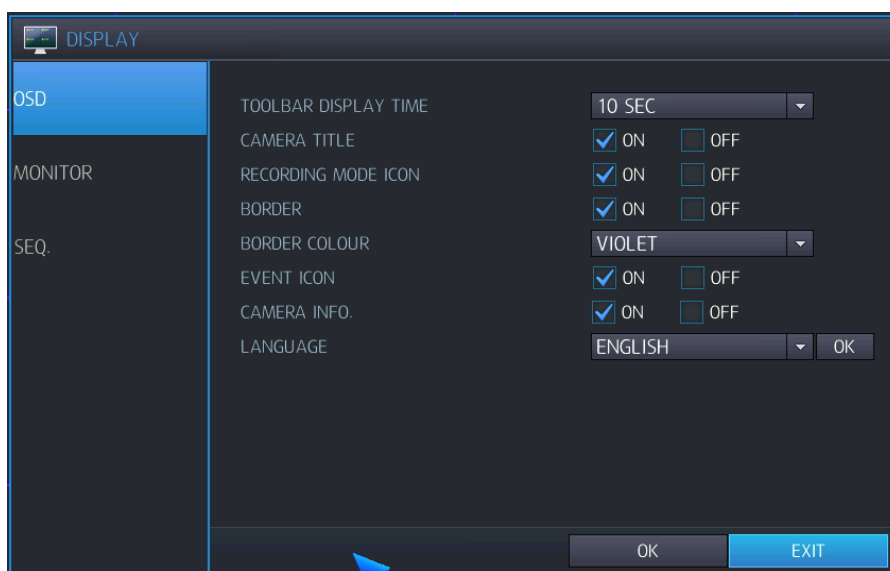 DISPLAY
OSD
MONITOR
SEQ.
TOOLBAR DISPLAY TIME 10 SEC
CAMERA TITLE ON OFF
RECORDING MODE ICON ON OFF
BORDER ON OFF
BORDER COLOUR VIOLET
EVENT ICON ON OFF
CAMERA INFO. ON OFF
LANGUAGE ENGLISH OK
OK EXIT